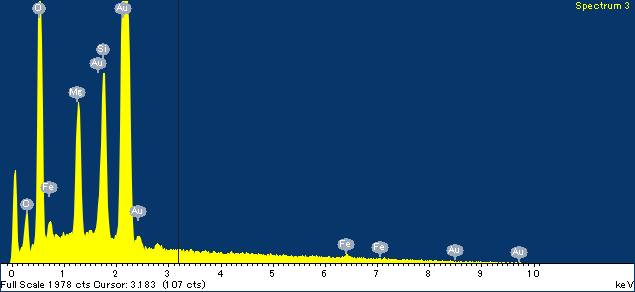 Spectrum 3
O Au
Si
Au
Mg
Fe
C
Au
Fe Fe Au Au
0 1 2 3 4 5 6 7 8 9 10
Full Scale 1978 cts Cursor: 3.183 (107 cts) keV